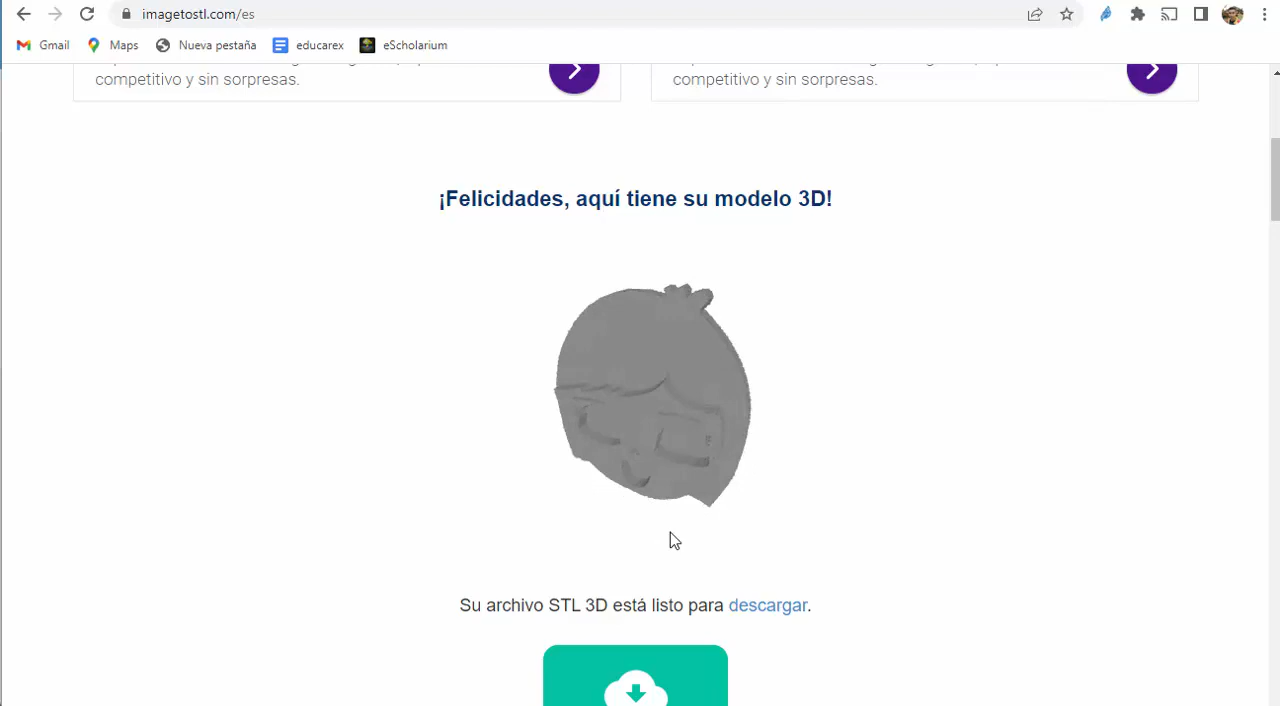 imagetostl.com/es
Gmail Maps Nueva pestaña educarex eScholarium
competitivo y sin sorpresas. competitivo y sin sorpresas.
¡Felicidades, aquí tiene su modelo 3D!
Su archivo STL 3D está listo para descargar.